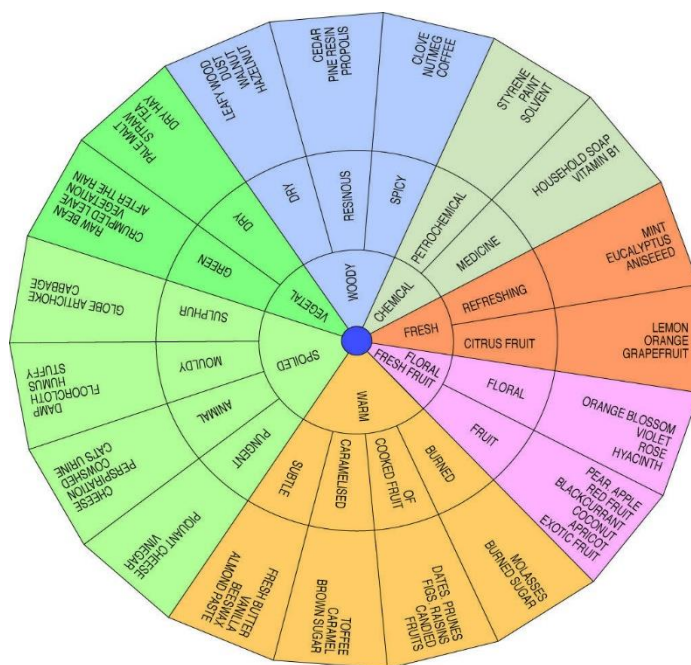 WOODY
DRY
LEAFY WOOD
DUST
WALNUT
HAZELNUT
RESINOUS
CEDAR
PINE RESIN
PROPOLIS
SPICY
CLOVE
NUTMEG
COFFEE
CHEMICAL
PETROCHEMICAL
STYRENE
PAINT
SOLVENT
MEDICINE
HOUSEHOLD SOAP
VITAMIN B1
FRESH
REFRESHING
MINT
EUCALYPTUS
ANISEEED
CITRUS FRUIT
LEMON
ORANGE
GRAPEFRUIT
FLORAL
FRESH FRUIT
FLORAL
ORANGE BLOSSOM
VIOLET
ROSE
HYACINTH
FRUIT
PEAR, APPLE
RED FRUIT
BLACKCURRANT
COCONUT
APRICOT
EXOTIC FRUIT
WARM
BURNED
MOLASSES
BURNED SUGAR
OF
COOKED FRUIT
DATES, PRUNES
FIGS, RAISINS
CANDIED
FRUITS
CARAMELISED
TOFFEE
CARAMEL
BROWN SUGAR
SUBTLE
FRESH BUTTER
VANILLA
BEESWAX
ALMOND PASTE
SPOILED
PUNGENT
PIQUANT CHEESE
VINEGAR
ANIMAL
CHEESE
PERSPIRATION
COWSHED
CAT'S URINE
MOULDY
DAMP
FLOORCLOTH
HUMUS
STUFFY
SULPHUR
GLOBE ARTICHOKE
CABBAGE
VEGETAL
GREEN
RAW BEAN
CRUMPLED LEAVE
VEGETATION
AFTER THE RAIN
DRY
PALE MALT
STRAW
TEA
DRY HAY